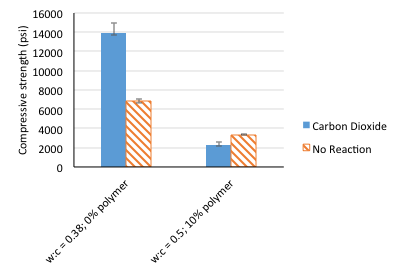 Compressive strength (psi)
16000
14000
12000
10000
8000
6000
4000
2000
0
w:c = 0.38; 0% polymer
w:c = 0.5; 10% polymer
Carbon Dioxide
No Reaction